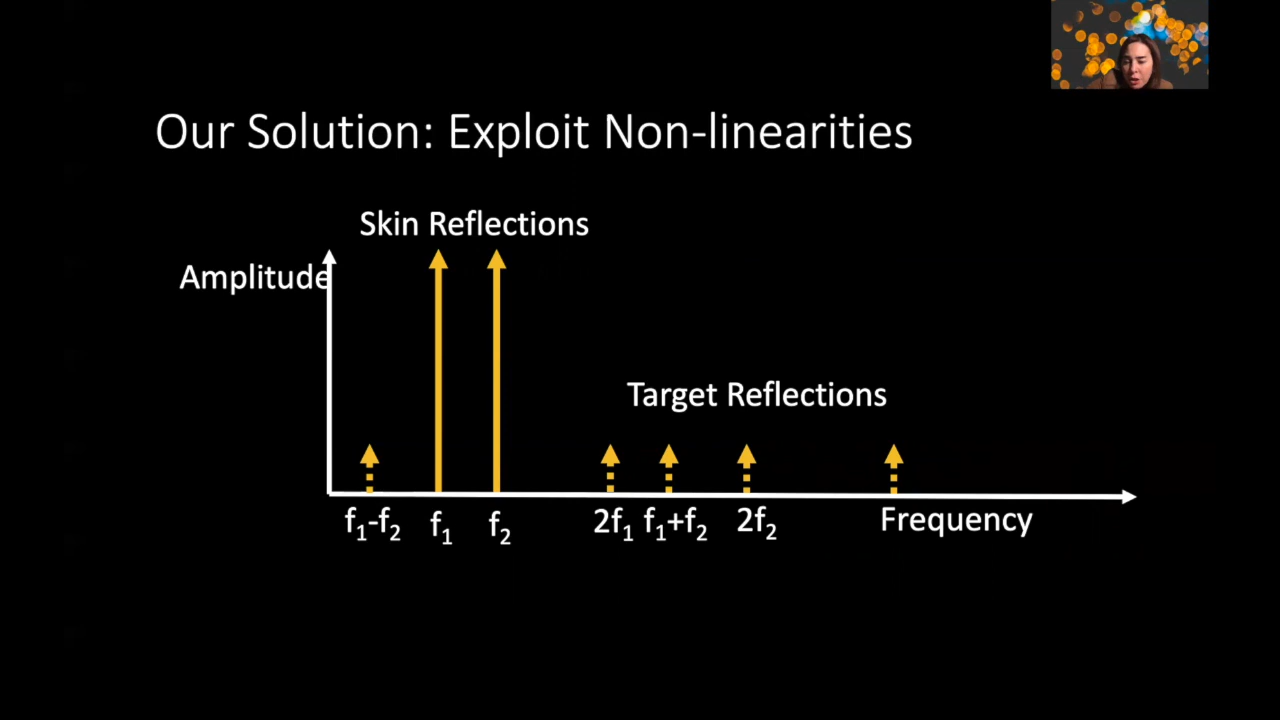 Our Solution: Exploit Non-linearities
Skin Reflections
Amplitude
Target Reflections
f₁-f₂ f₁ f₂ 2f₁ f₁+f₂ 2f₂ Frequency